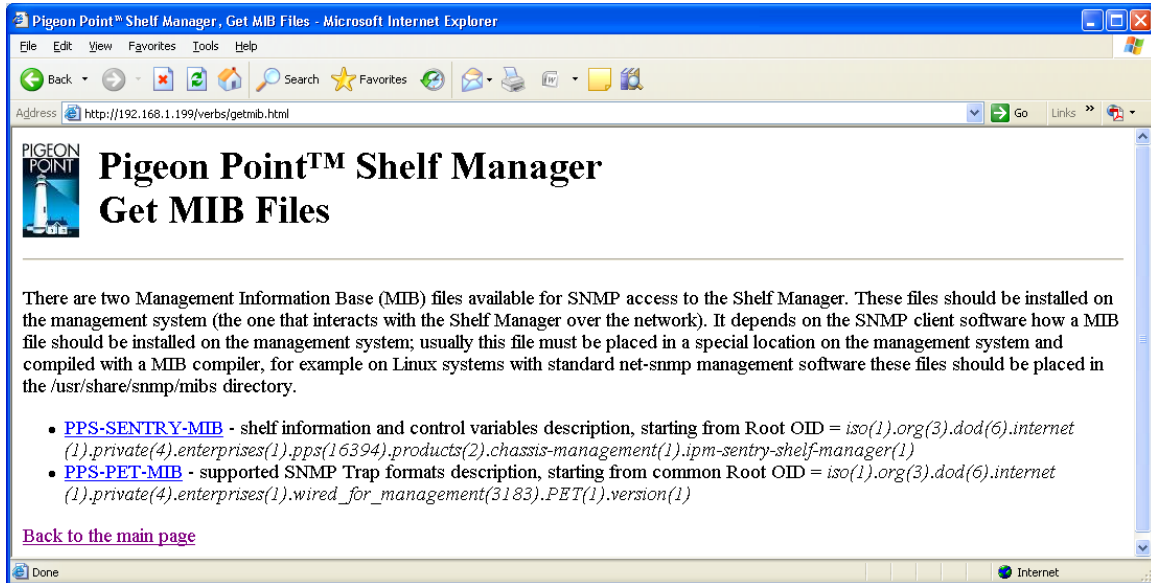 Pigeon Point™ Shelf Manager, Get MIB Files - Microsoft Internet Explorer
File Edit View Favorites Tools Help
Back Search Favorites
Address http://192.168.1.199/verbs/getmib.html Go Links »
PIGEON
POINT
Pigeon Point™ Shelf Manager
Get MIB Files
There are two Management Information Base (MIB) files available for SNMP access to the Shelf Manager. These files should be installed on
the management system (the one that interacts with the Shelf Manager over the network). It depends on the SNMP client software how a MIB
file should be installed on the management system; usually this file must be placed in a special location on the management system and
compiled with a MIB compiler, for example on Linux systems with standard net-snmp management software these files should be placed in
the /usr/share/snmp/mibs directory.
• PPS-SENTRY-MIB - shelf information and control variables description, starting from Root OID = iso(1).org(3).dod(6).internet
(1).private(4).enterprises(1).pps(16394).products(2).chassis-management(1).ipm-sentry-shelf-manager(1)
• PPS-PET-MIB - supported SNMP Trap formats description, starting from common Root OID = iso(1).org(3).dod(6).internet
(1).private(4).enterprises(1).wired_for_management(3183).PET(1).version(1)
Back to the main page
Done Internet